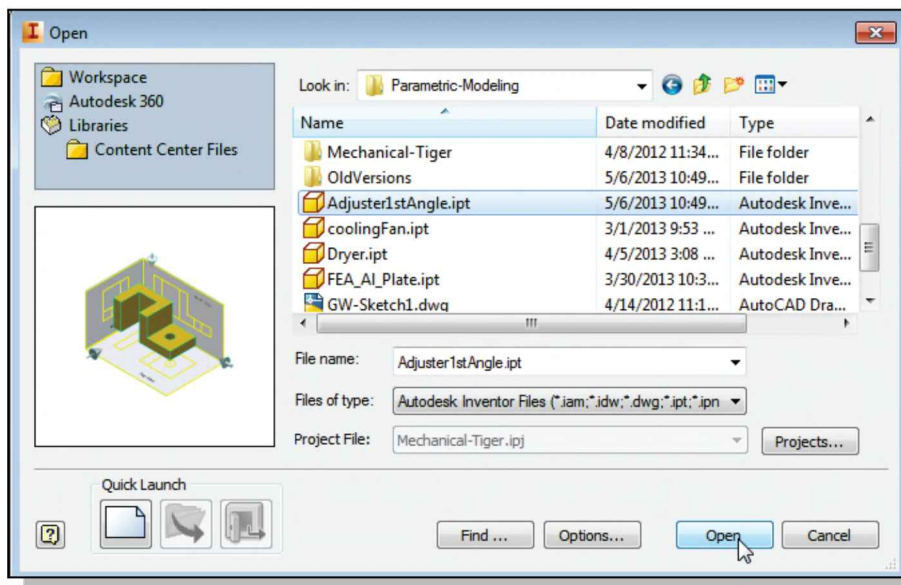 Open
Workspace
Autodesk 360
Libraries
Content Center Files
Look in: Parametric-Modeling
Name Date modified Type
Mechanical-Tiger 4/8/2012 11:34... File folder
OldVersions 5/6/2013 10:49... File folder
Adjuster1stAngle.ipt 5/6/2013 10:49... Autodesk Inve...
coolingFan.ipt 3/1/2013 9:53 ... Autodesk Inve...
Dryer.ipt 4/5/2013 3:08 ... Autodesk Inve...
FEA_Al_Plate.ipt 3/30/2013 10:3... Autodesk Inve...
GW-Sketch1.dwg 4/14/2012 11:1... AutoCAD Dra...
File name: Adjuster1stAngle.ipt
Files of type: Autodesk Inventor Files (*.iam;*.idw;*.dwg;*.ipt;*.ipn
Project File: Mechanical-Tiger.ipj Projects...
Quick Launch
Find ... Options... Open Cancel